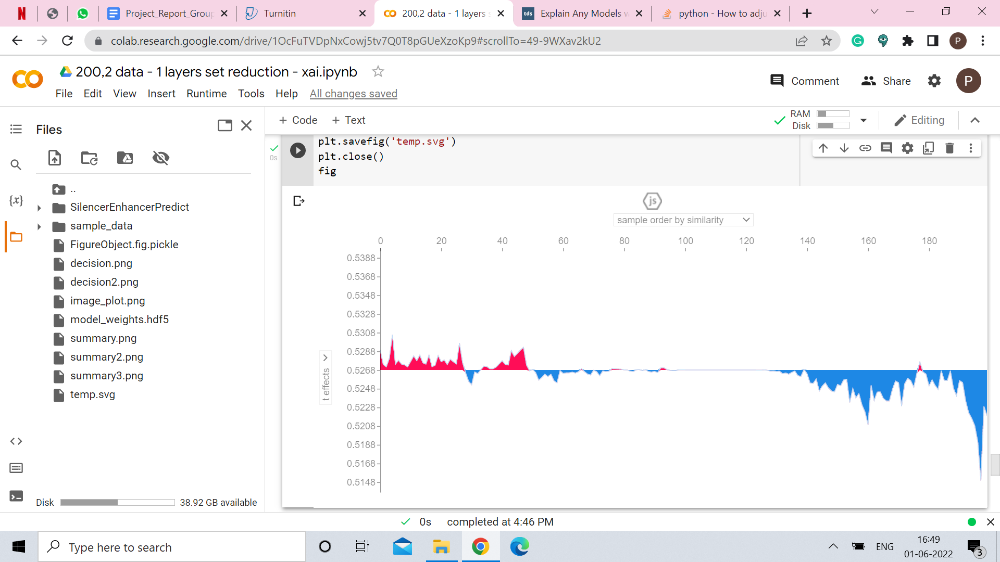 Project_Report_Group
Turnitin
200,2 data - 1 layers s
tds
Explain Any Models w
python - How to adju
colab.research.google.com/drive/1OcFuTVDpNxCowj5tv7Q0T8pGUeXzoKp9#scrollTo=49-9WXav2kU2
P
200,2 data - 1 layers set reduction - xai.ipynb
Comment
Share
P
File Edit View Insert Runtime Tools Help All changes saved
Files
+ Code + Text
RAM
Disk
Editing
{x}
..
SilencerEnhancerPredict
sample_data
FigureObject.fig.pickle
decision.png
decision2.png
image_plot.png
model_weights.hdf5
summary.png
summary2.png
summary3.png
temp.svg
Disk 38.92 GB available
0s
plt.savefig('temp.svg')
plt.close()
fig
js
sample order by similarity
0 20 40 60 80 100 120 140 160 180
0.5388
0.5368
0.5348
0.5328
0.5308
0.5288
0.5268
0.5248
0.5228
0.5208
0.5188
0.5168
0.5148
t effects
0s completed at 4:46 PM
Type here to search
ENG
16:49
01-06-2022
3